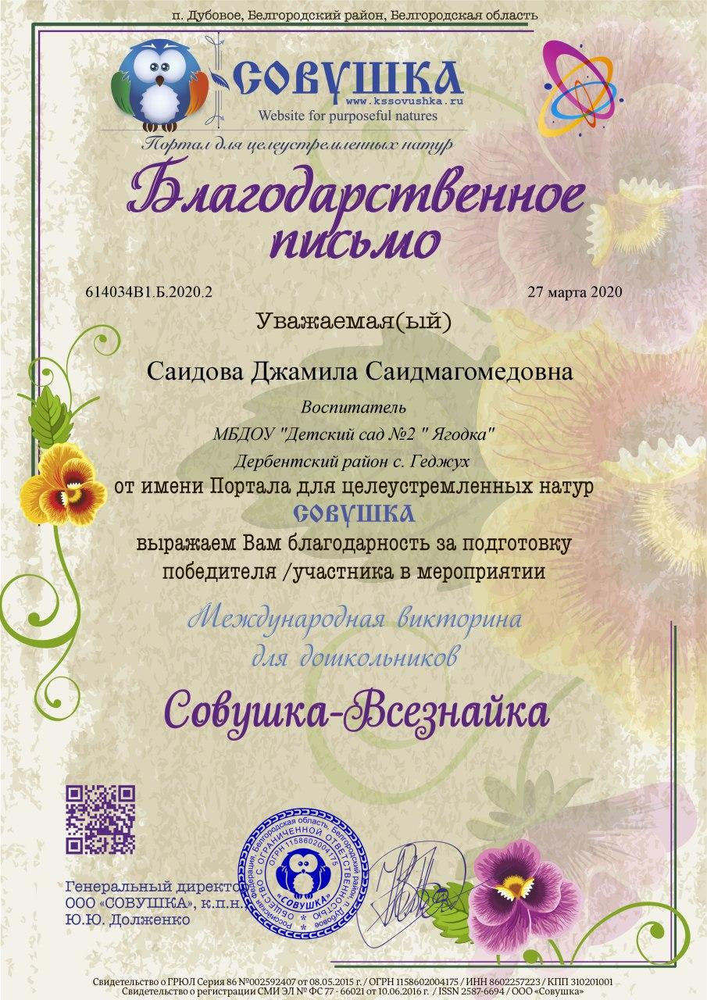 п. Дубовое, Белгородский район, Белгородская область
СОВУШКА
www.kssovushka.ru
Website for purposeful natures
Портал для целеустремленных натур
Благодарственное
письмо
614034В1.Б.2020.2
27 марта 2020
Уважаемая(ый)
Саидова Джамила Саидмагомедовна
Воспитатель
МБДОУ "Детский сад №2 " Ягодка"
Дербентский район с. Геджух
от имени Портала для целеустремленных натур
СОВУШКА
выражаем Вам благодарность за подготовку
победителя /участника в мероприятии
Международная викторина
для дошкольников
Совушка-Всезнайка
Российская Федерация, Белгородская область, Белгородский район, п. Дубовое
ОБЩЕСТВО С ОГРАНИЧЕННОЙ ОТВЕТСТВЕННОСТЬЮ
ОГРН 1158602004175
"СОВУШКА"
Генеральный директор
ООО «СОВУШКА», к.п.н.
Ю.Ю. Долженко
Свидетельство о ГРЮЛ Серия 86 №002592407 от 08.05.2015 г. / ОГРН 1158602004175 / ИНН 8602257223 / КПП 310201001
Свидетельство о регистрации СМИ ЭЛ № ФС 77 - 66021 от 10.06.2016 г. / ISSN 2587-6694 / ООО «Совушка»